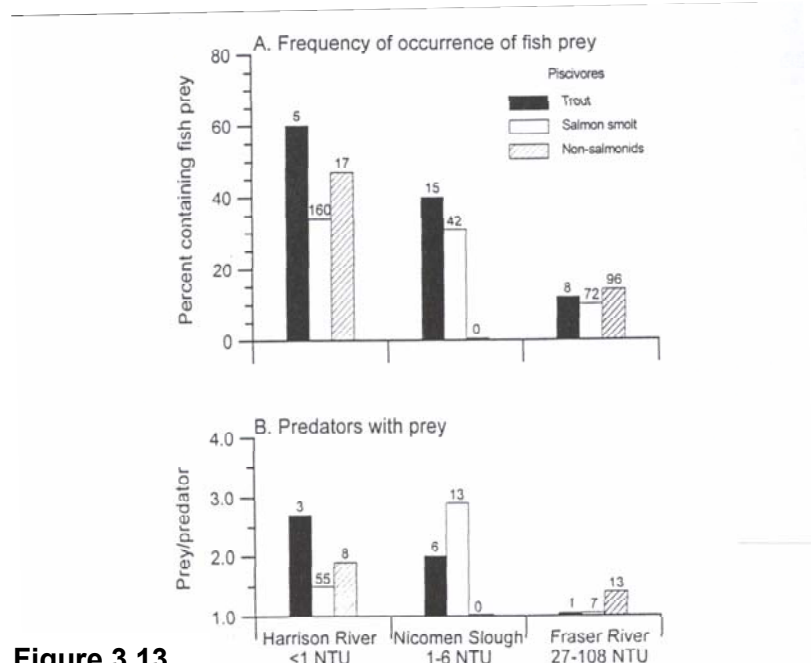 A. Frequency of occurrence of fish prey
80
60
40
20
0
Percent containing fish prey
Piscivores
Trout
Salmon smolt
Non-salmonids
5
160
17
15
42
0
8
72
96
B. Predators with prey
4.0
3.0
2.0
1.0
Prey/predator
3
55
8
6
13
0
1
7
13
Harrison River
<1 NTU
Nicomen Slough
1-6 NTU
Fraser River
27-108 NTU
Figure 3.13